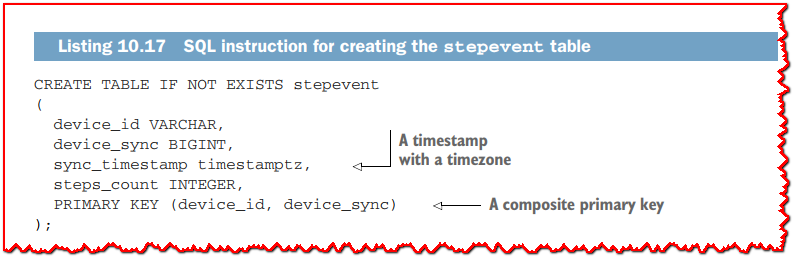 Listing 10.17 SQL instruction for creating the stepevent table
CREATE TABLE IF NOT EXISTS stepevent
(
device_id VARCHAR,
device_sync BIGINT,
sync_timestamp timestamptz,
A timestamp
with a timezone
steps_count INTEGER,
PRIMARY KEY (device_id, device_sync)
A composite primary key
);